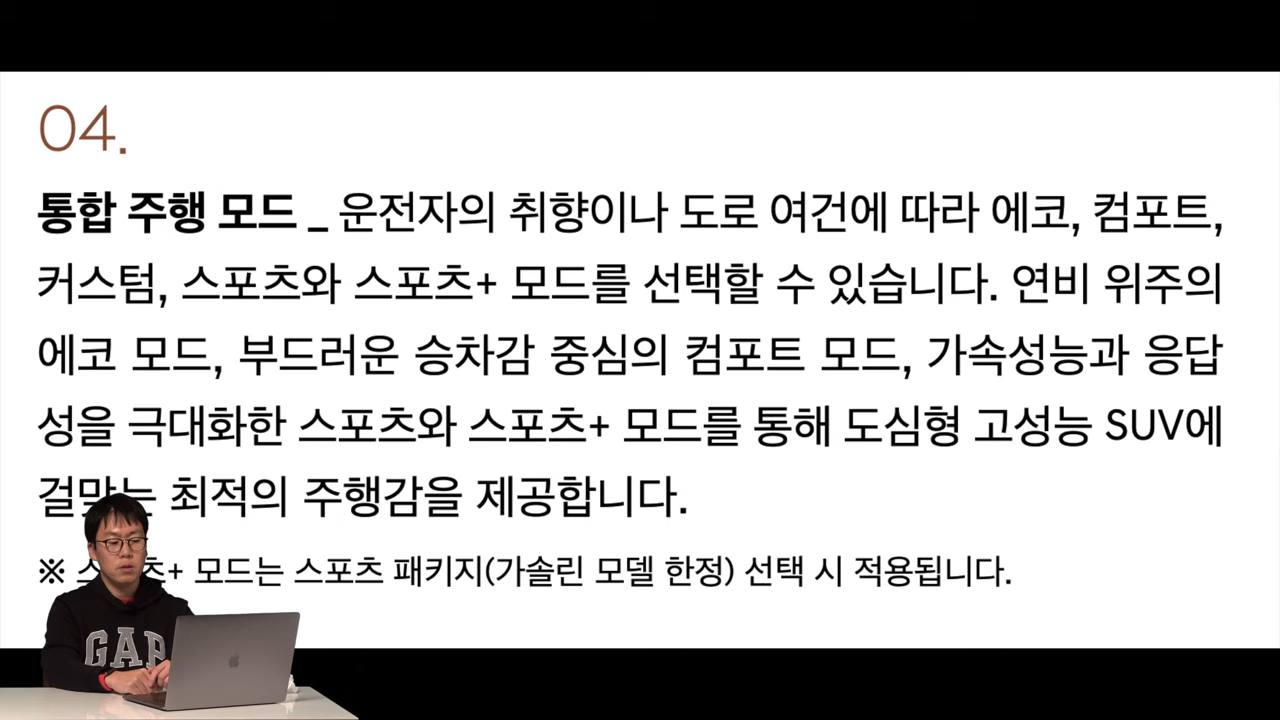 04.
통합 주행 모드 _ 운전자의 취향이나 도로 여건에 따라 에코, 컴포트,
커스텀, 스포츠와 스포츠+ 모드를 선택할 수 있습니다. 연비 위주의
에코 모드, 부드러운 승차감 중심의 컴포트 모드, 가속성능과 응답
성을 극대화한 스포츠와 스포츠+ 모드를 통해 도심형 고성능 SUV에
걸맞는 최적의 주행감을 제공합니다.
※ 스포츠+ 모드는 스포츠 패키지(가솔린 모델 한정) 선택 시 적용됩니다.
GAP